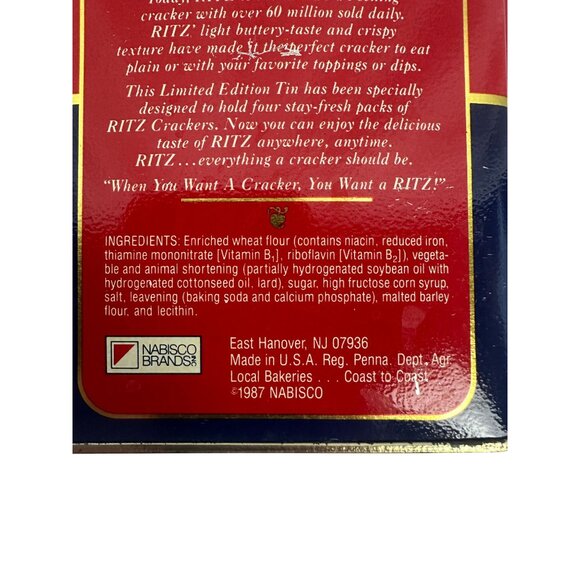 cracker with over 60 million sold daily.
RITZ' light buttery-taste and crispy
texture have made it the perfect cracker to eat
plain or with your favorite toppings or dips.
This Limited Edition Tin has been specially
designed to hold four stay-fresh packs of
RITZ Crackers. Now you can enjoy the delicious
taste of RITZ anywhere, anytime.
RITZ...everything a cracker should be.
"When You Want A Cracker, You Want a RITZ!"
INGREDIENTS: Enriched wheat flour (contains niacin, reduced iron,
thiamine mononitrate [Vitamin B₁], riboflavin [Vitamin B₂]), vegeta-
ble and animal shortening (partially hydrogenated soybean oil with
hydrogenated cottonseed oil, lard), sugar, high fructose corn syrup,
salt, leavening (baking soda and calcium phosphate), malted barley
flour, and lecithin.
NABISCO
BRANDS INC
East Hanover, NJ 07936
Made in U.S.A. Reg. Penna. Dept. Agr.
Local Bakeries . . . Coast to Coast
©1987 NABISCO